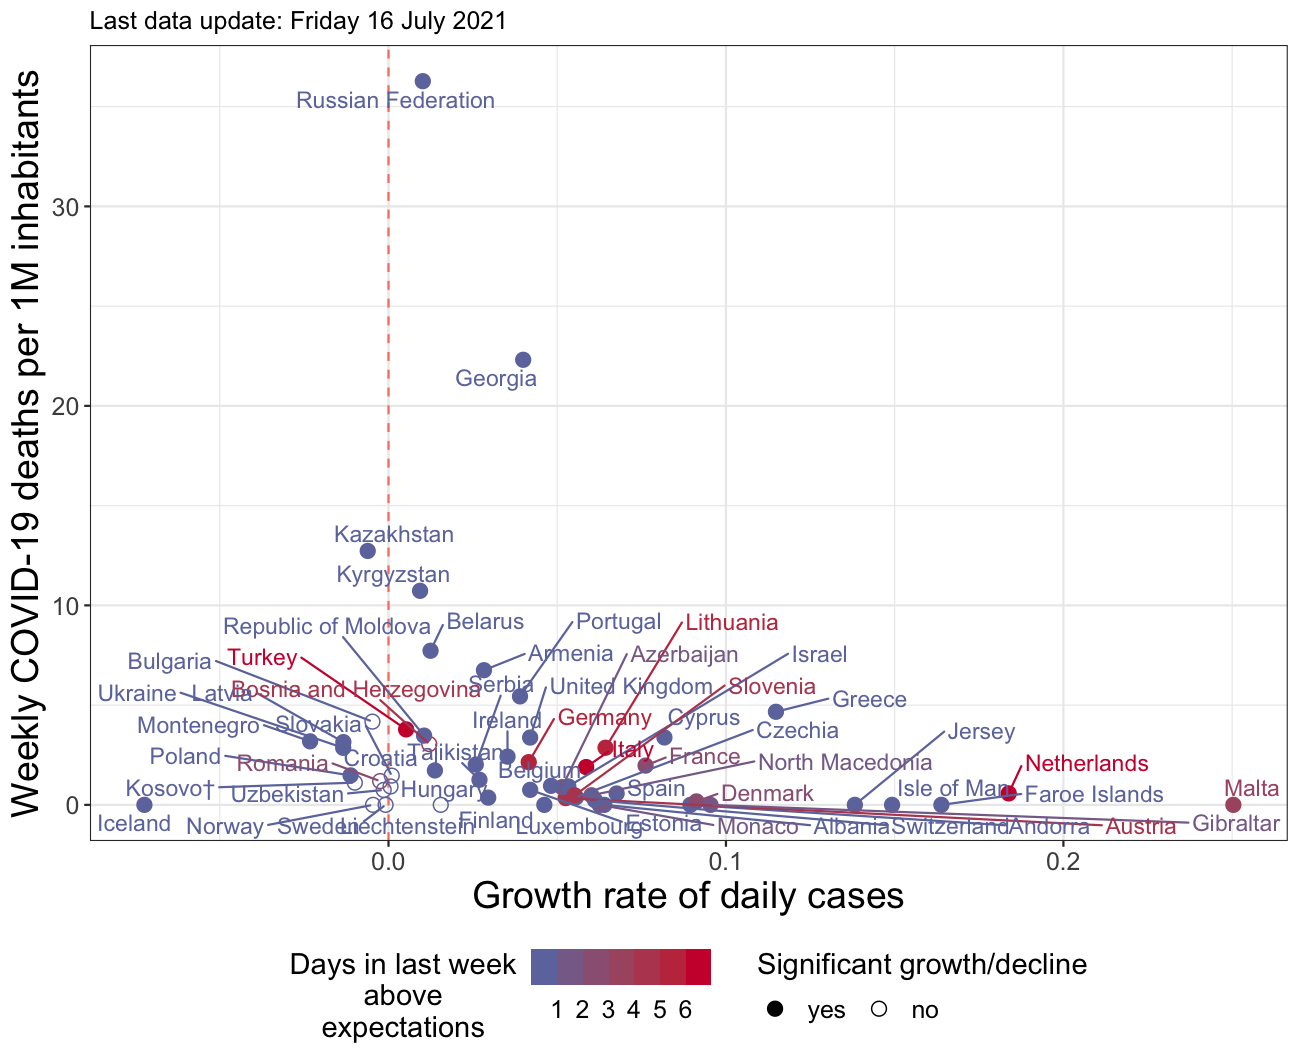 Last data update: Friday 16 July 2021
Weekly COVID-19 deaths per 1M inhabitants
30
20
10
0
Russian Federation
Georgia
Kazakhstan
Kyrgyzstan
Republic of Moldova
Belarus
Portugal
Lithuania
Bulgaria
Turkey
Armenia
Azerbaijan
Israel
Ukraine
Latvia
Bosnia and Herzegovina
Serbia
United Kingdom
Slovenia
Greece
Montenegro
Slovakia
Ireland
Germany
Cyprus
Czechia
Jersey
Poland
Romania
Croatia
Tajikistan
Italy
France
North Macedonia
Netherlands
Belgium
Kosovo†
Uzbekistan
Hungary
Spain
Denmark
Isle of Man
Faroe Islands
Malta
Iceland
Norway
Sweden
Liechtenstein
Finland
Luxembourg
Estonia
Monaco
Albania
Switzerland
Andorra
Austria
Gibraltar
0.0
0.1
0.2
Growth rate of daily cases
Days in last week
above
expectations
1 2 3 4 5 6
Significant growth/decline
yes
no